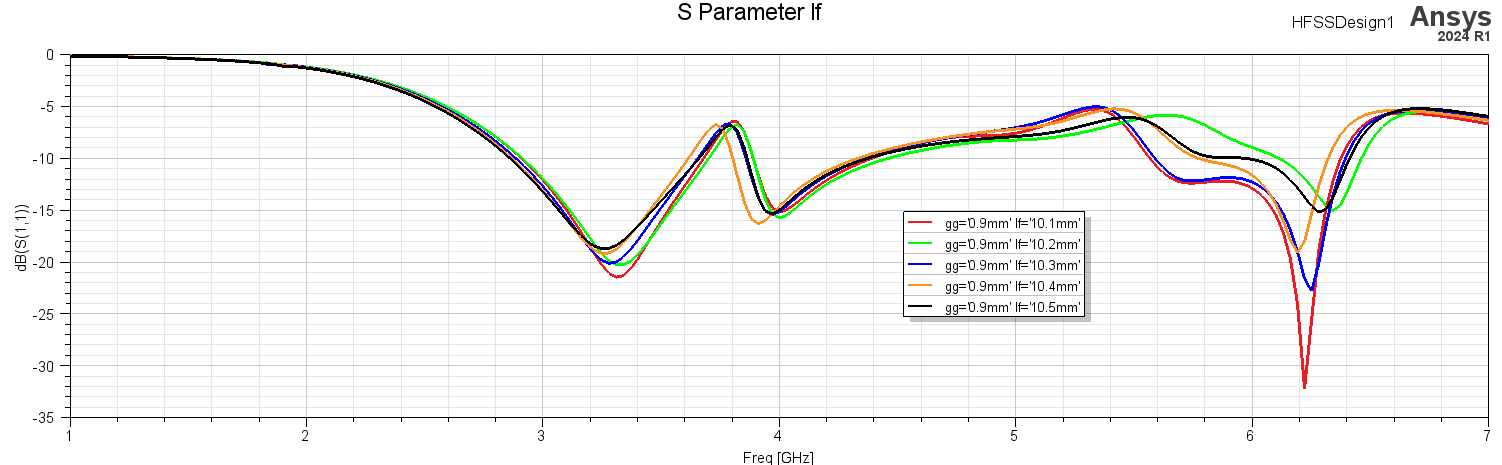 S Parameter lf
HFSSDesign1
Ansys
2024 R1
0
-5
-10
-15
-20
-25
-30
-35
dB(S(1,1))
gg='0.9mm' lf='10.1mm'
gg='0.9mm' lf='10.2mm'
gg='0.9mm' lf='10.3mm'
gg='0.9mm' lf='10.4mm'
gg='0.9mm' lf='10.5mm'
1 2 3 4 5 6 7
Freq [GHz]